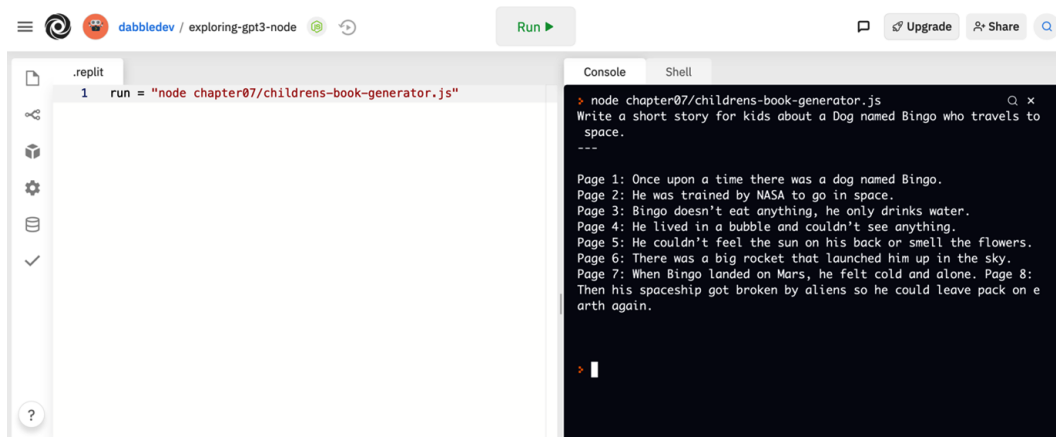 dabbledev / exploring-gpt3-node
Run
Upgrade
Share
.replit
1 run = "node chapter07/childrens-book-generator.js"
Console
Shell
node chapter07/childrens-book-generator.js
Write a short story for kids about a Dog named Bingo who travels to
space.
---
Page 1: Once upon a time there was a dog named Bingo.
Page 2: He was trained by NASA to go in space.
Page 3: Bingo doesn’t eat anything, he only drinks water.
Page 4: He lived in a bubble and couldn’t see anything.
Page 5: He couldn’t feel the sun on his back or smell the flowers.
Page 6: There was a big rocket that launched him up in the sky.
Page 7: When Bingo landed on Mars, he felt cold and alone. Page 8:
Then his spaceship got broken by aliens so he could leave pack on e
arth again.
?